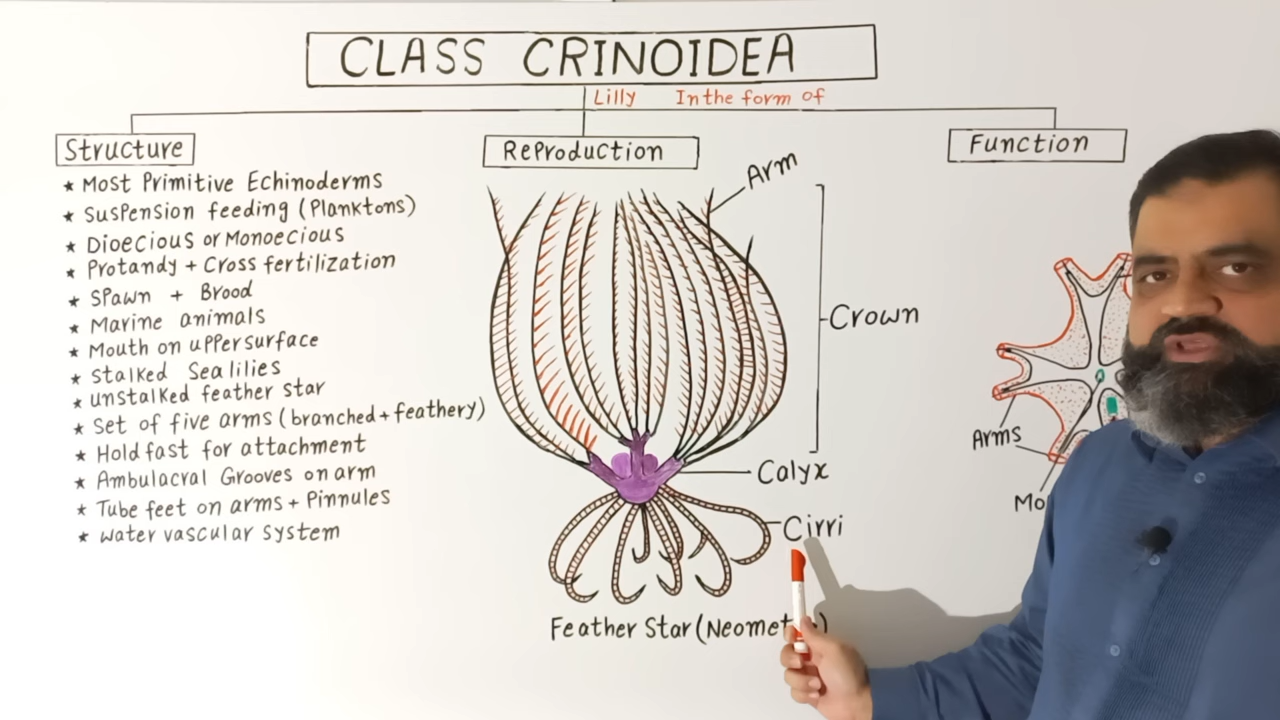 CLASS CRINOIDEA
Lilly In the form of
Structure
Reproduction
Function
★ Most Primitive Echinoderms
★ Suspension feeding (Planktons)
★ Dioecious or Monoecious
★ Protandy + Cross fertilization
★ Spawn + Brood
★ Marine animals
★ Mouth on upper surface
★ Stalked Sealilies
★ unstalked feather star
★ Set of five arms (branched + feathery)
★ Hold fast for attachment
★ Ambulacral Grooves on arm
★ Tube feet on arms + Pinnules
★ Water vascular system
Arm
Crown
Calyx
Cirri
Feather Star (Neomet
Arms
Mo